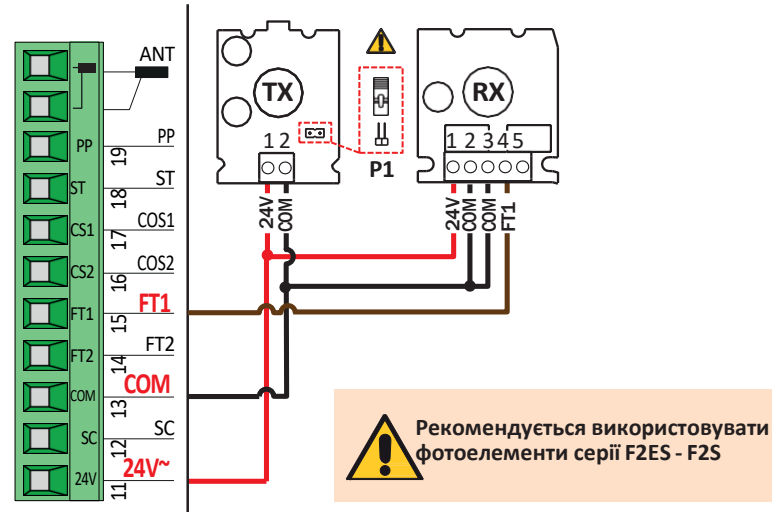 ANT
PP
19
PP
ST
18
ST
CS1
17
COS1
CS2
16
COS2
FT1
15
FT1
FT2
14
FT2
COM
13
COM
SC
12
SC
24V
11
24V~
TX
1 2
24V
COM
P1
RX
1 2 3 4 5
24V
COM
COM
FT1
Рекомендується використовувати
фотоелементи серії F2ES - F2S